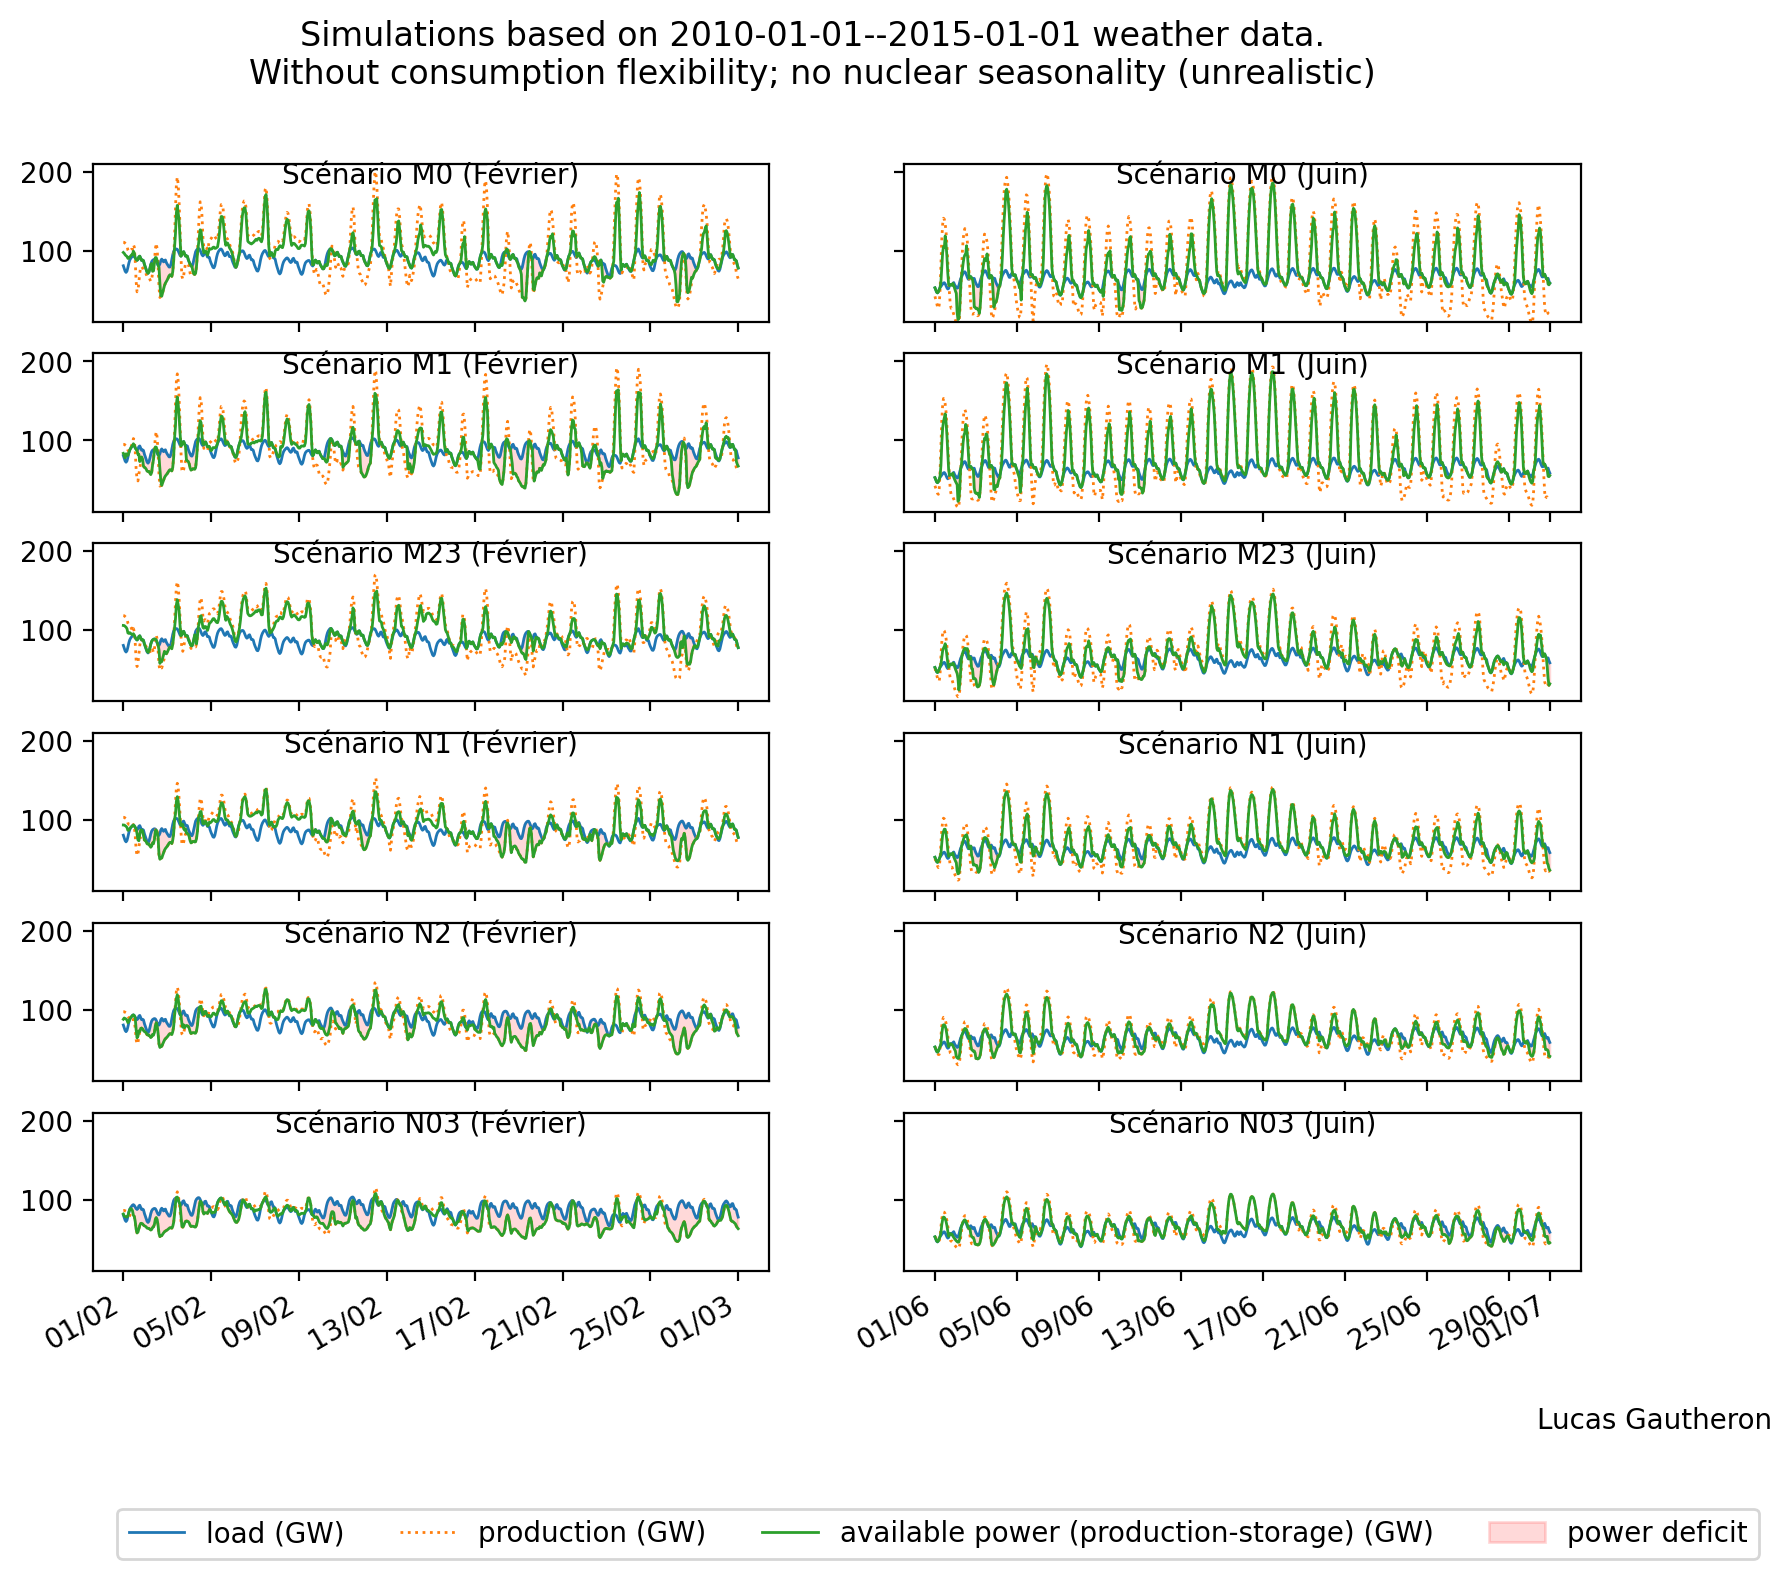 Simulations based on 2010-01-01--2015-01-01 weather data.
Without consumption flexibility; no nuclear seasonality (unrealistic)
200
100
Scénario M0 (Février)
Scénario M0 (Juin)
200
100
Scénario M1 (Février)
Scénario M1 (Juin)
200
100
Scénario M23 (Février)
Scénario M23 (Juin)
200
100
Scénario N1 (Février)
Scénario N1 (Juin)
200
100
Scénario N2 (Février)
Scénario N2 (Juin)
200
100
Scénario N03 (Février)
Scénario N03 (Juin)
01/02 05/02 09/02 13/02 17/02 21/02 25/02 01/03
01/06 05/06 09/06 13/06 17/06 21/06 25/06 29/06 01/07
Lucas Gautheron
load (GW) production (GW) available power (production-storage) (GW) power deficit